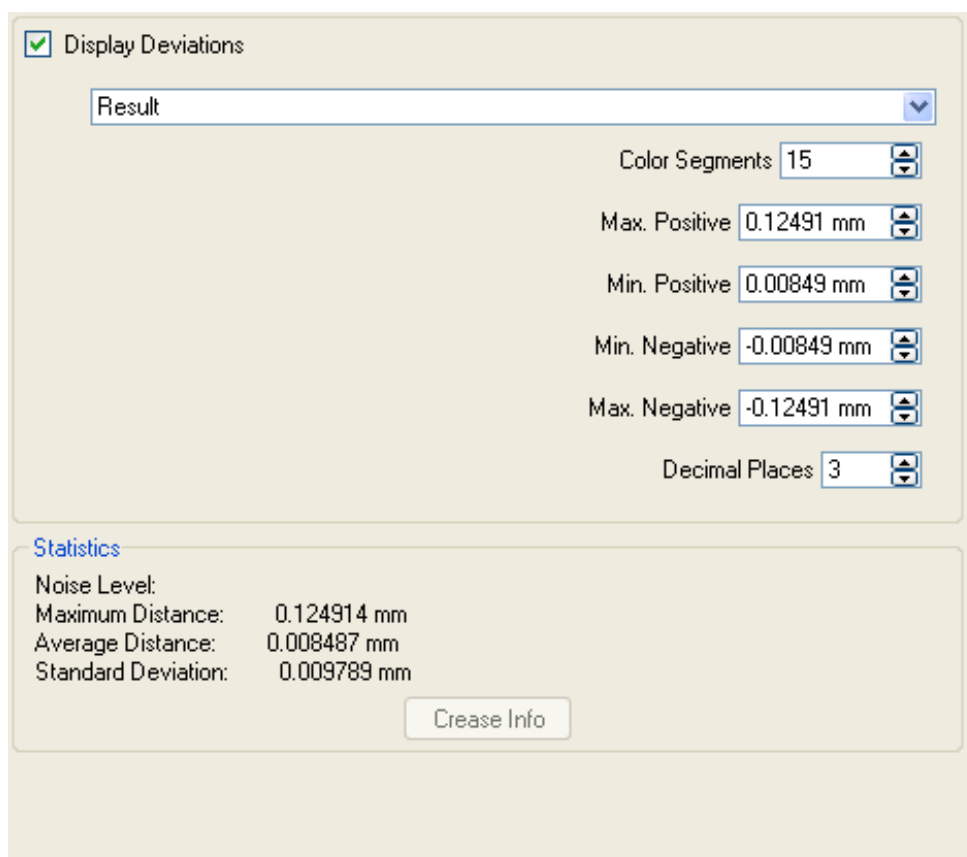 Display Deviations
Result
Color Segments 15
Max. Positive 0.12491 mm
Min. Positive 0.00849 mm
Min. Negative -0.00849 mm
Max. Negative -0.12491 mm
Decimal Places 3
Statistics
Noise Level:
Maximum Distance: 0.124914 mm
Average Distance: 0.008487 mm
Standard Deviation: 0.009789 mm
Crease Info